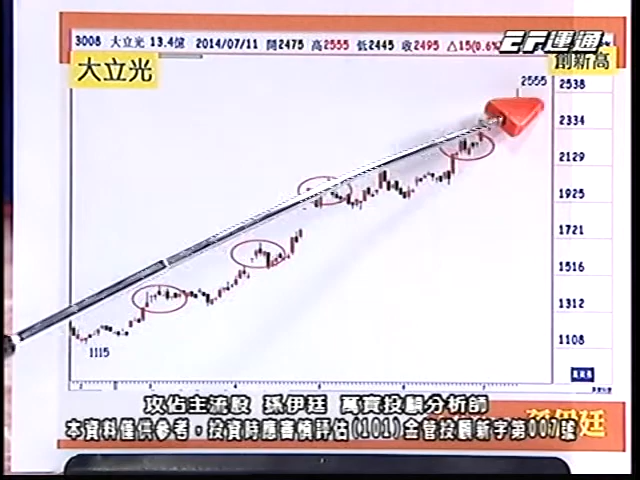 3008 大立光 13.4億 2014/07/11 開2475 高2555 低2445 收2495 △15(0.6%
EF運通
大立光
創新高
2555
2538
2334
2129
1925
1721
1516
1312
1108
1115
攻佔主流股 孫伊廷 萬寶投顧分析師
本資料僅供參考,投資時應審慎評估(101)金管投顧新字第007號